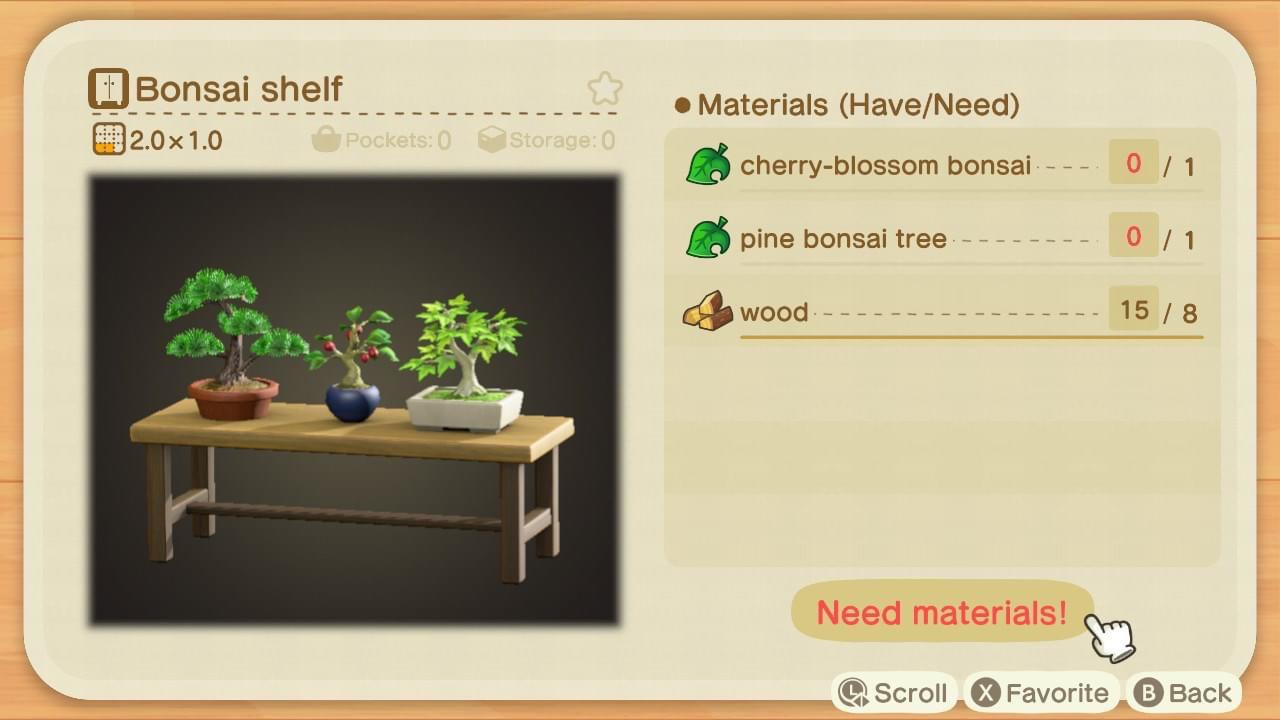 Bonsai shelf
2.0×1.0 Pockets: 0 Storage: 0
● Materials (Have/Need)
cherry-blossom bonsai 0 / 1
pine bonsai tree 0 / 1
wood 15 / 8
Need materials!
L Scroll X Favorite B Back